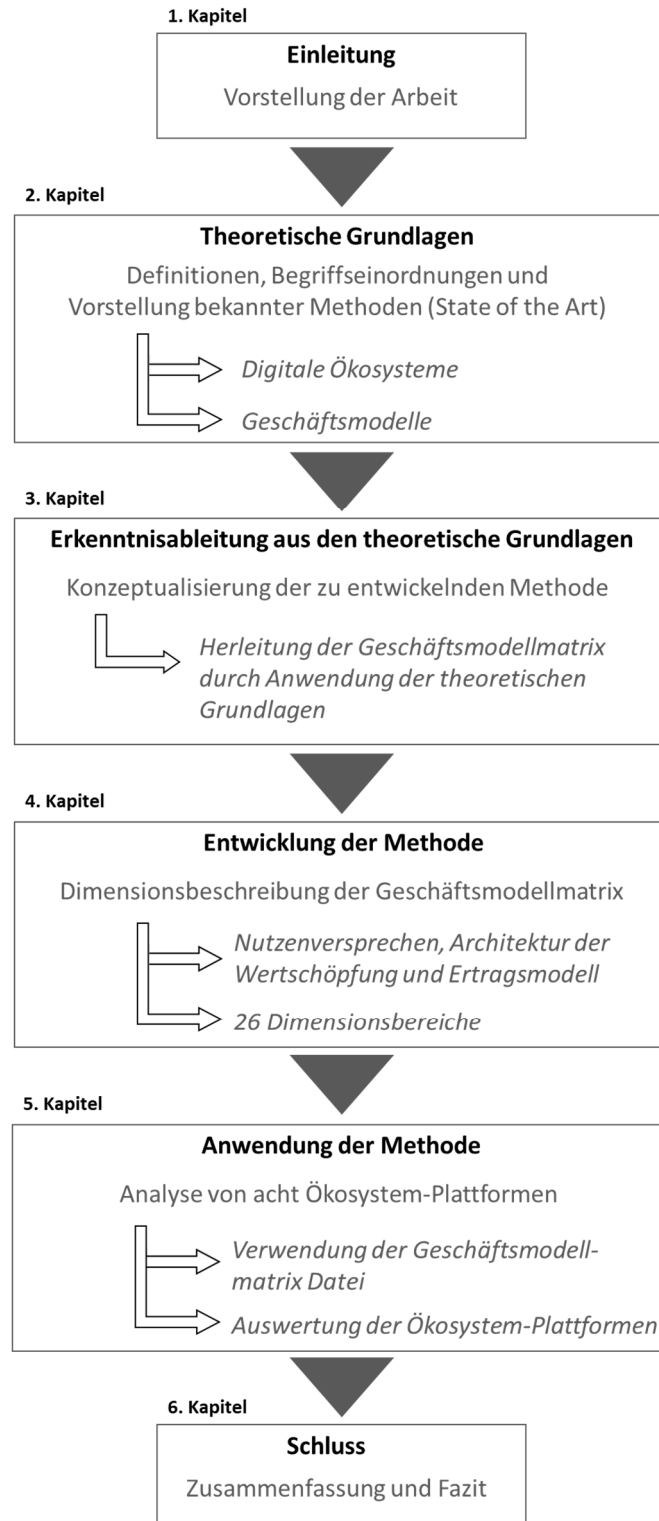 1. Kapitel
Einleitung
Vorstellung der Arbeit
2. Kapitel
Theoretische Grundlagen
Definitionen, Begriffseinordnungen und
Vorstellung bekannter Methoden (State of the Art)
Digitale Ökosysteme
Geschäftsmodelle
3. Kapitel
Erkenntnisableitung aus den theoretische Grundlagen
Konzeptualisierung der zu entwickelnden Methode
Herleitung der Geschäftsmodellmatrix
durch Anwendung der theoretischen
Grundlagen
4. Kapitel
Entwicklung der Methode
Dimensionsbeschreibung der Geschäftsmodellmatrix
Nutzenversprechen, Architektur der
Wertschöpfung und Ertragsmodell
26 Dimensionsbereiche
5. Kapitel
Anwendung der Methode
Analyse von acht Ökosystem-Plattformen
Verwendung der Geschäftsmodell-
matrix Datei
Auswertung der Ökosystem-Plattformen
6. Kapitel
Schluss
Zusammenfassung und Fazit